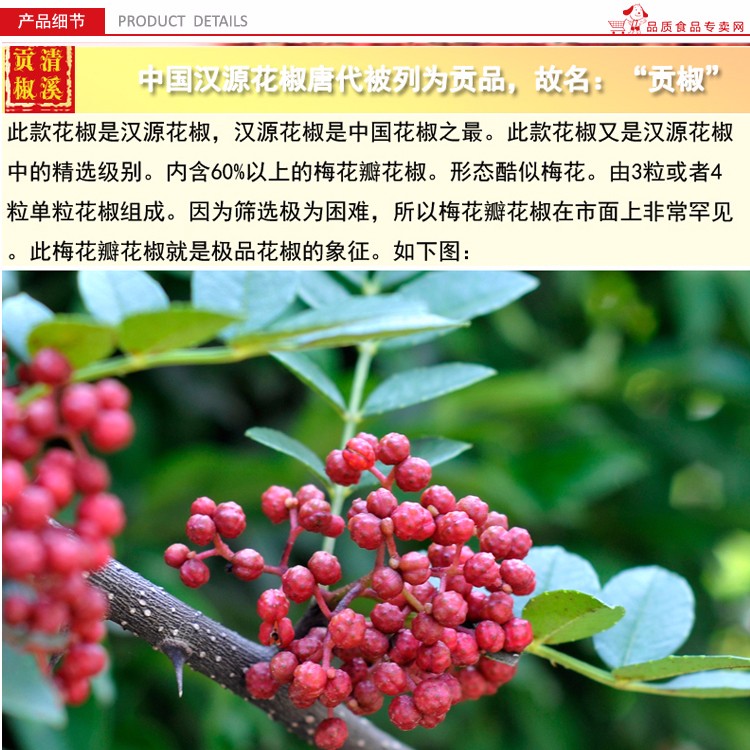 产品细节 PRODUCT DETAILS
品质食品专卖网
清溪贡椒
中国汉源花椒唐代被列为贡品，故名：“贡椒”
此款花椒是汉源花椒，汉源花椒是中国花椒之最。此款花椒又是汉源花椒
中的精选级别。内含60%以上的梅花瓣花椒。形态酷似梅花。由3粒或者4
粒单粒花椒组成。因为筛选极为困难，所以梅花瓣花椒在市面上非常罕见
。此梅花瓣花椒就是极品花椒的象征。如下图：